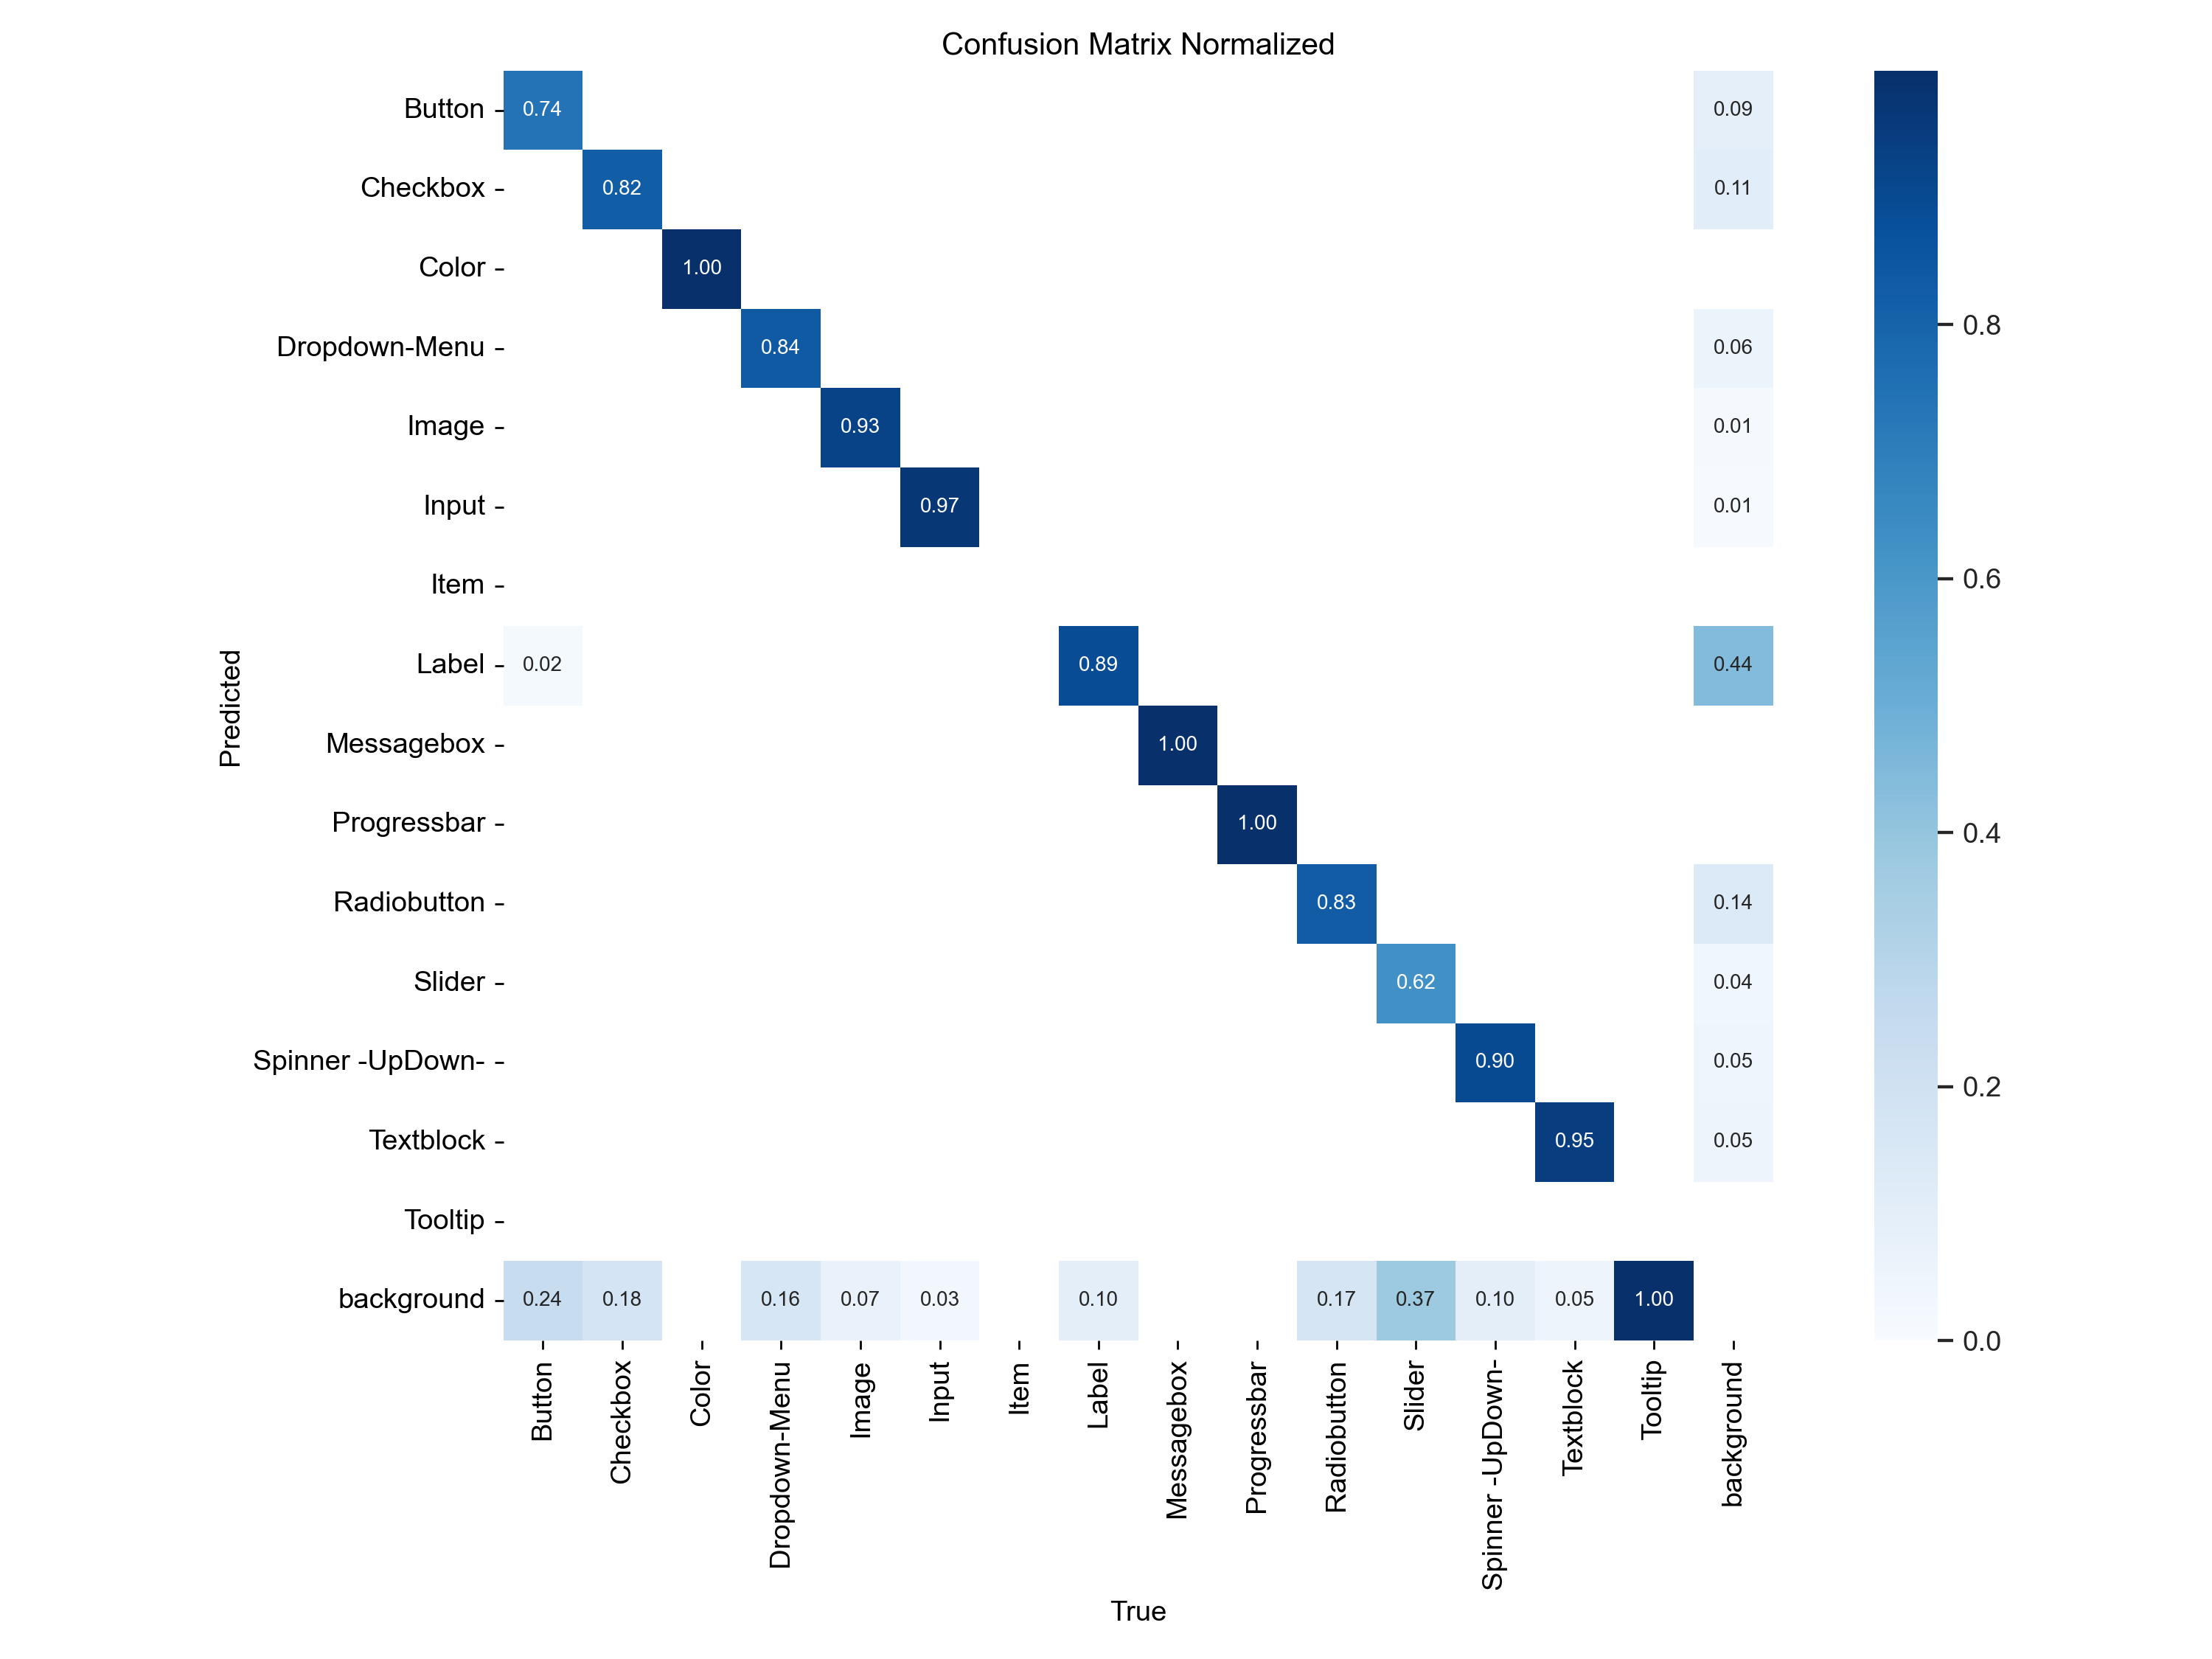 Confusion Matrix Normalized
Button 0.74 0.09
Checkbox 0.82 0.11
Color 1.00
Dropdown-Menu 0.84 0.06
Image 0.93 0.01
Input 0.97 0.01
Item
Label 0.02 0.89 0.44
Messagebox 1.00
Progressbar 1.00
Radiobutton 0.83 0.14
Slider 0.62 0.04
Spinner -UpDown- 0.90 0.05
Textblock 0.95 0.05
Tooltip
background 0.24 0.18 0.16 0.07 0.03 0.10 0.17 0.37 0.10 0.05 1.00
Predicted
Button
Checkbox
Color
Dropdown-Menu
Image
Input
Item
Label
Messagebox
Progressbar
Radiobutton
Slider
Spinner -UpDown-
Textblock
Tooltip
background
True
0.8
0.6
0.4
0.2
0.0